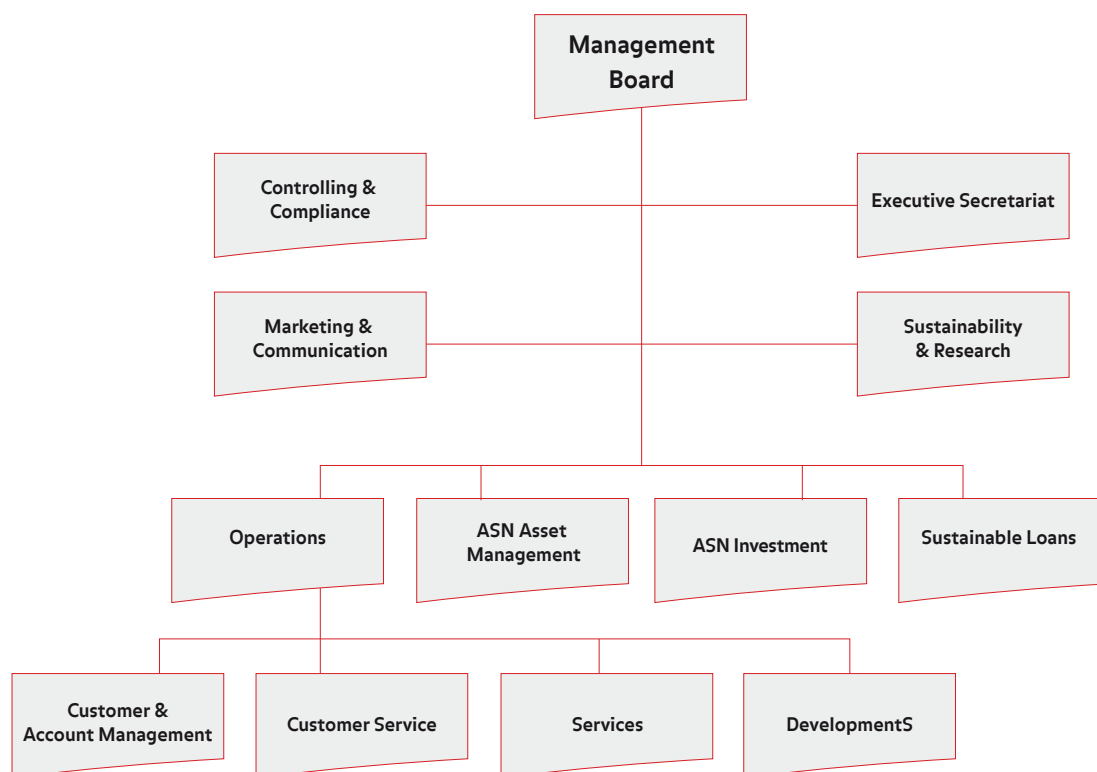 Management
Board
Controlling &
Compliance
Executive Secretariat
Marketing &
Communication
Sustainability
& Research
Operations
ASN Asset
Management
ASN Investment
Sustainable Loans
Customer &
Account Management
Customer Service
Services
DevelopmentS